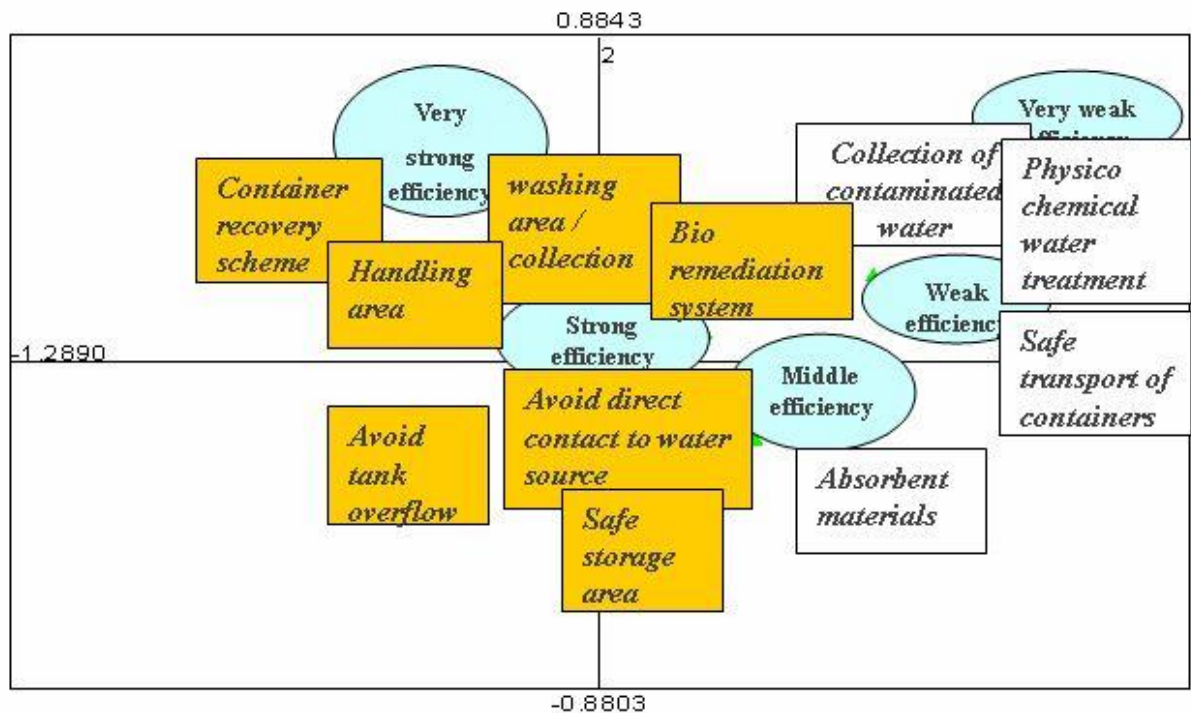 0.8843
2
Very
strong
efficiency
Very weak
efficiency
Collection of
contaminated
water
Physico
chemical
water
treatment
Container
recovery
scheme
washing
area /
collection
Bio
remediation
system
Handling
area
Weak
efficiency
Strong
efficiency
-1.2890
Safe
transport of
containers
Middle
efficiency
Avoid direct
contact to water
source
Avoid
tank
overflow
Absorbent
materials
Safe
storage
area
-0.8803